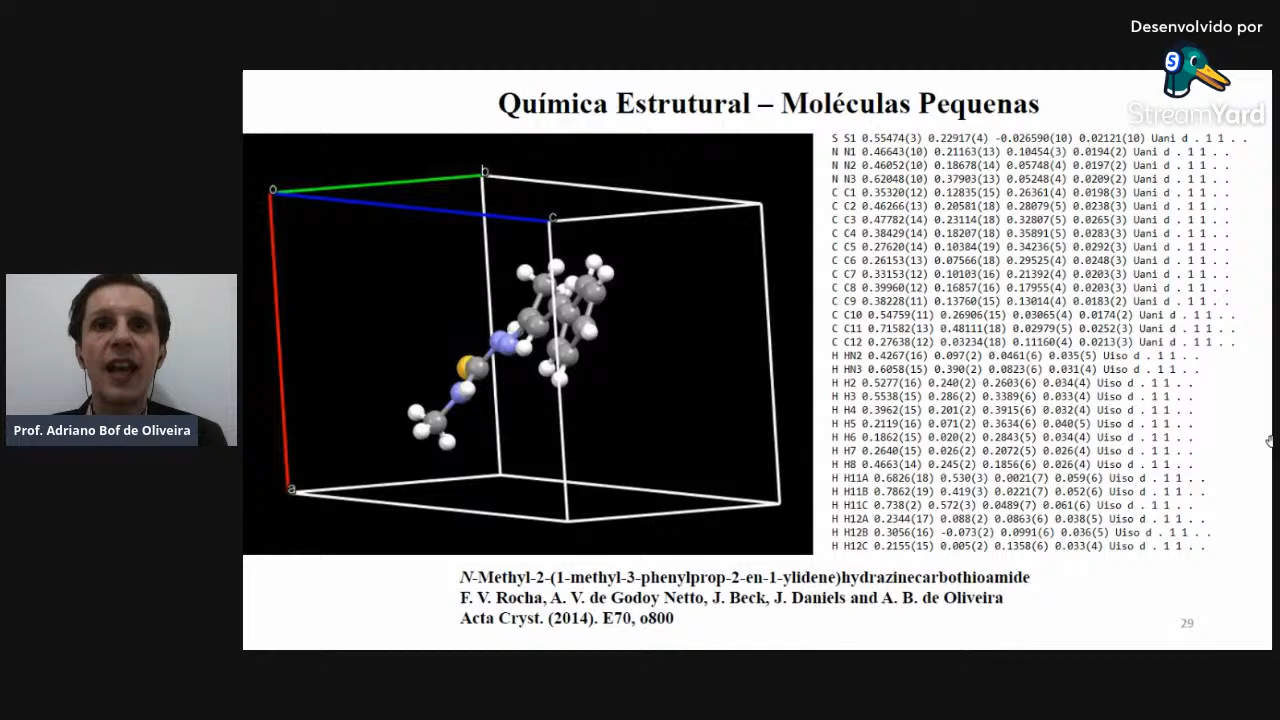 Desenvolvido por
S
StreamYard
Química Estrutural – Moléculas Pequenas
o
b
c
a
S S1 0.55474(3) 0.22917(4) -0.026590(10) 0.02121(10) Uani d . 1 1 . .
N N1 0.46643(10) 0.21163(13) 0.10454(3) 0.0194(2) Uani d . 1 1 . .
N N2 0.46052(10) 0.18678(14) 0.05748(4) 0.0197(2) Uani d . 1 1 . .
N N3 0.62048(10) 0.37903(13) 0.05248(4) 0.0209(2) Uani d . 1 1 . .
C C1 0.35320(12) 0.12835(15) 0.26361(4) 0.0198(3) Uani d . 1 1 . .
C C2 0.46266(13) 0.20581(18) 0.28079(5) 0.0238(3) Uani d . 1 1 . .
C C3 0.47782(14) 0.23114(18) 0.32807(5) 0.0265(3) Uani d . 1 1 . .
C C4 0.38429(14) 0.18207(18) 0.35891(5) 0.0283(3) Uani d . 1 1 . .
C C5 0.27620(14) 0.10384(19) 0.34236(5) 0.0292(3) Uani d . 1 1 . .
C C6 0.26153(13) 0.07566(18) 0.29525(4) 0.0248(3) Uani d . 1 1 . .
C C7 0.33153(12) 0.10103(16) 0.21392(4) 0.0203(3) Uani d . 1 1 . .
C C8 0.39960(12) 0.16857(16) 0.17955(4) 0.0203(3) Uani d . 1 1 . .
C C9 0.38228(11) 0.13760(15) 0.13014(4) 0.0183(2) Uani d . 1 1 . .
C C10 0.54759(11) 0.26906(15) 0.03065(4) 0.0174(2) Uani d . 1 1 . .
C C11 0.71582(13) 0.48111(18) 0.02979(5) 0.0252(3) Uani d . 1 1 . .
C C12 0.27638(12) 0.03234(18) 0.11160(4) 0.0213(3) Uani d . 1 1 . .
H HN2 0.4267(16) 0.097(2) 0.0461(6) 0.035(5) Uiso d . 1 1 . .
H HN3 0.6058(15) 0.390(2) 0.0823(6) 0.031(4) Uiso d . 1 1 . .
H H2 0.5277(16) 0.240(2) 0.2603(6) 0.034(4) Uiso d . 1 1 . .
H H3 0.5538(15) 0.286(2) 0.3389(6) 0.033(4) Uiso d . 1 1 . .
H H4 0.3962(15) 0.201(2) 0.3915(6) 0.032(4) Uiso d . 1 1 . .
H H5 0.2119(16) 0.071(2) 0.3634(6) 0.040(5) Uiso d . 1 1 . .
H H6 0.1862(15) 0.020(2) 0.2843(5) 0.034(4) Uiso d . 1 1 . .
H H7 0.2640(15) 0.026(2) 0.2072(5) 0.026(4) Uiso d . 1 1 . .
H H8 0.4663(14) 0.245(2) 0.1856(6) 0.026(4) Uiso d . 1 1 . .
H H11A 0.6826(18) 0.530(3) 0.0021(7) 0.059(6) Uiso d . 1 1 . .
H H11B 0.7862(19) 0.419(3) 0.0221(7) 0.052(6) Uiso d . 1 1 . .
H H11C 0.738(2) 0.572(3) 0.0489(7) 0.061(6) Uiso d . 1 1 . .
H H12A 0.2344(17) 0.088(2) 0.0863(6) 0.038(5) Uiso d . 1 1 . .
H H12B 0.3056(16) -0.073(2) 0.0991(6) 0.036(5) Uiso d . 1 1 . .
H H12C 0.2155(15) 0.005(2) 0.1358(6) 0.033(4) Uiso d . 1 1 . .
Prof. Adriano Bof de Oliveira
N-Methyl-2-(1-methyl-3-phenylprop-2-en-1-ylidene)hydrazinecarbothioamide
F. V. Rocha, A. V. de Godoy Netto, J. Beck, J. Daniels and A. B. de Oliveira
Acta Cryst. (2014). E70, o800
29